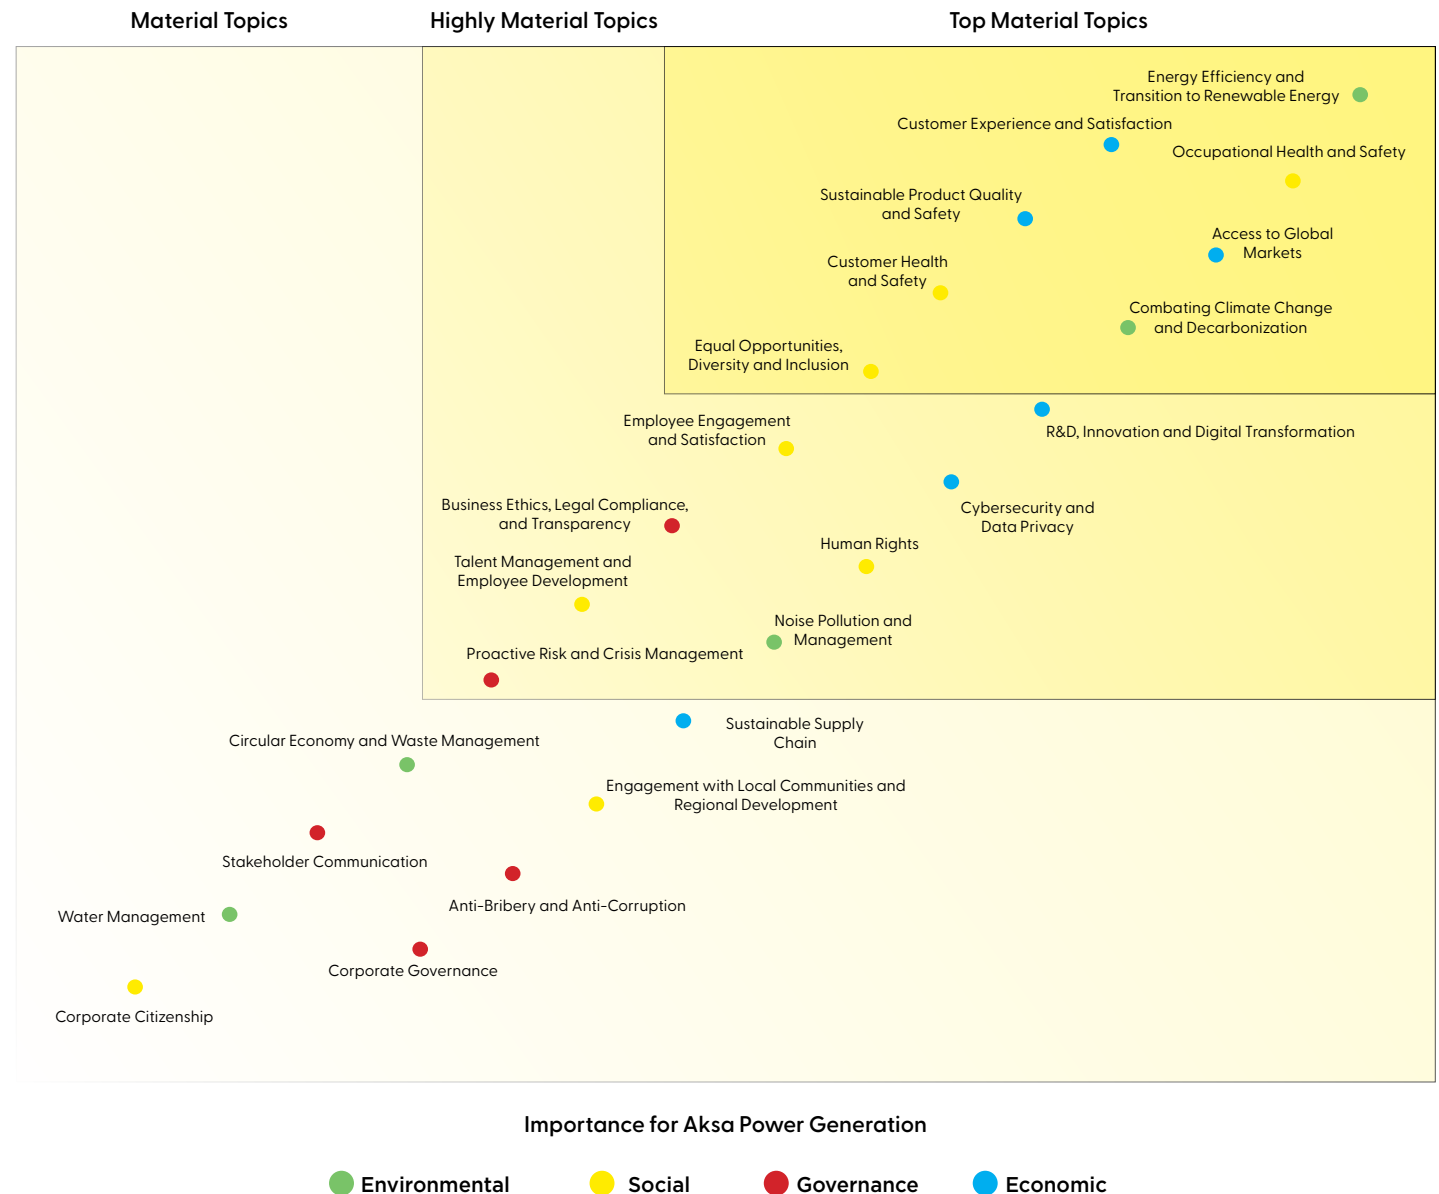 Material Topics
Highly Material Topics
Top Material Topics
Energy Efficiency and
Transition to Renewable Energy
Customer Experience and Satisfaction
Occupational Health and Safety
Sustainable Product Quality
and Safety
Access to Global
Markets
Customer Health
and Safety
Combating Climate Change
and Decarbonization
Equal Opportunities,
Diversity and Inclusion
Employee Engagement
and Satisfaction
R&D, Innovation and Digital Transformation
Business Ethics, Legal Compliance,
and Transparency
Cybersecurity and
Data Privacy
Human Rights
Talent Management and
Employee Development
Noise Pollution and
Management
Proactive Risk and Crisis Management
Sustainable Supply
Chain
Circular Economy and Waste Management
Engagement with Local Communities and
Regional Development
Stakeholder Communication
Anti-Bribery and Anti-Corruption
Water Management
Corporate Governance
Corporate Citizenship
Importance for Aksa Power Generation
Environmental
Social
Governance
Economic